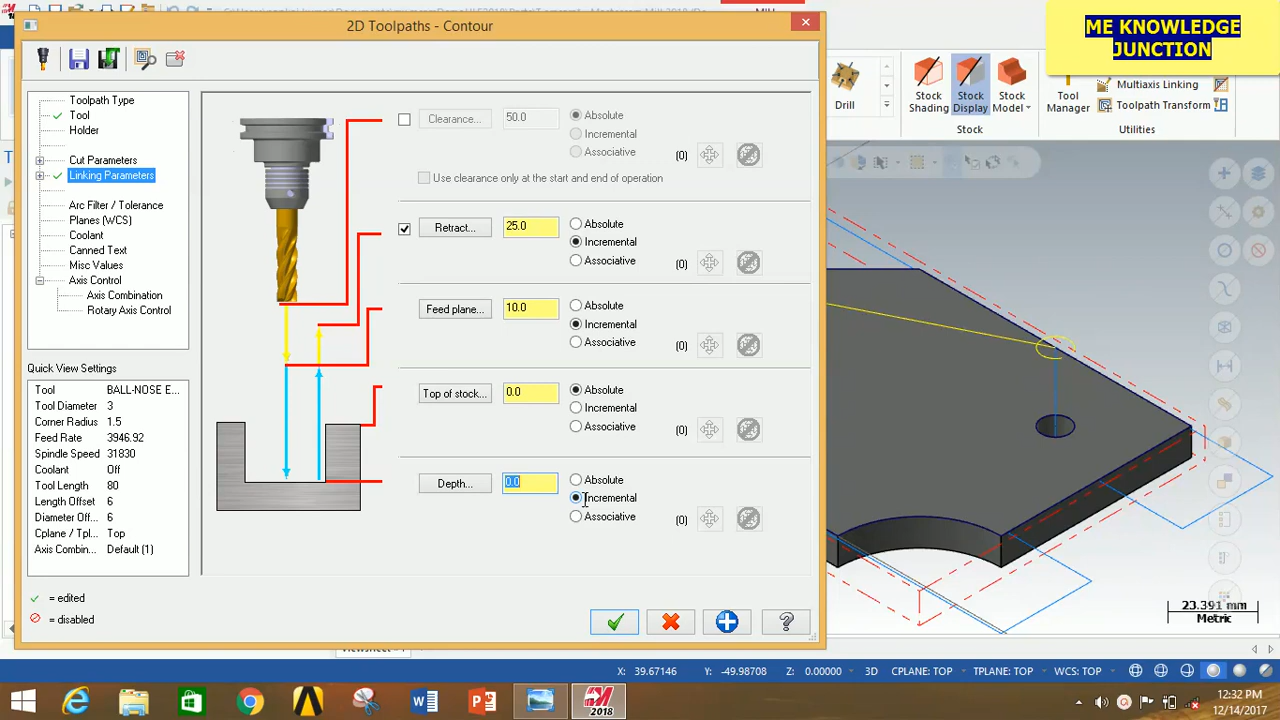 2D Toolpaths - Contour
ME KNOWLEDGE
JUNCTION
Toolpath Type
Tool
Holder
Cut Parameters
Linking Parameters
Arc Filter / Tolerance
Planes (WCS)
Coolant
Canned Text
Misc Values
Axis Control
Axis Combination
Rotary Axis Control
Quick View Settings
Tool BALL-NOSE E...
Tool Diameter 3
Corner Radius 1.5
Feed Rate 3946.92
Spindle Speed 31830
Coolant Off
Tool Length 80
Length Offset 6
Diameter Of... 6
Cplane / Tpl... Top
Axis Combin... Default (1)
= edited
= disabled
Clearance... 50.0 Absolute
Incremental
Associative (0)
Use clearance only at the start and end of operation
Retract... 25.0 Absolute
Incremental
Associative (0)
Feed plane... 10.0 Absolute
Incremental
Associative (0)
Top of stock... 0.0 Absolute
Incremental
Associative (0)
Depth... 0.0 Absolute
Incremental
Associative (0)
Drill
Stock Shading
Stock Display
Stock Model
Stock
Tool Manager
Multiaxis Linking
Toolpath Transform
Utilities
23.391 mm
Metric
X: 39.67146 Y: -49.98708 Z: 0.00000 3D CPLANE: TOP TPLANE: TOP WCS: TOP
2018
12:32 PM
12/14/2017